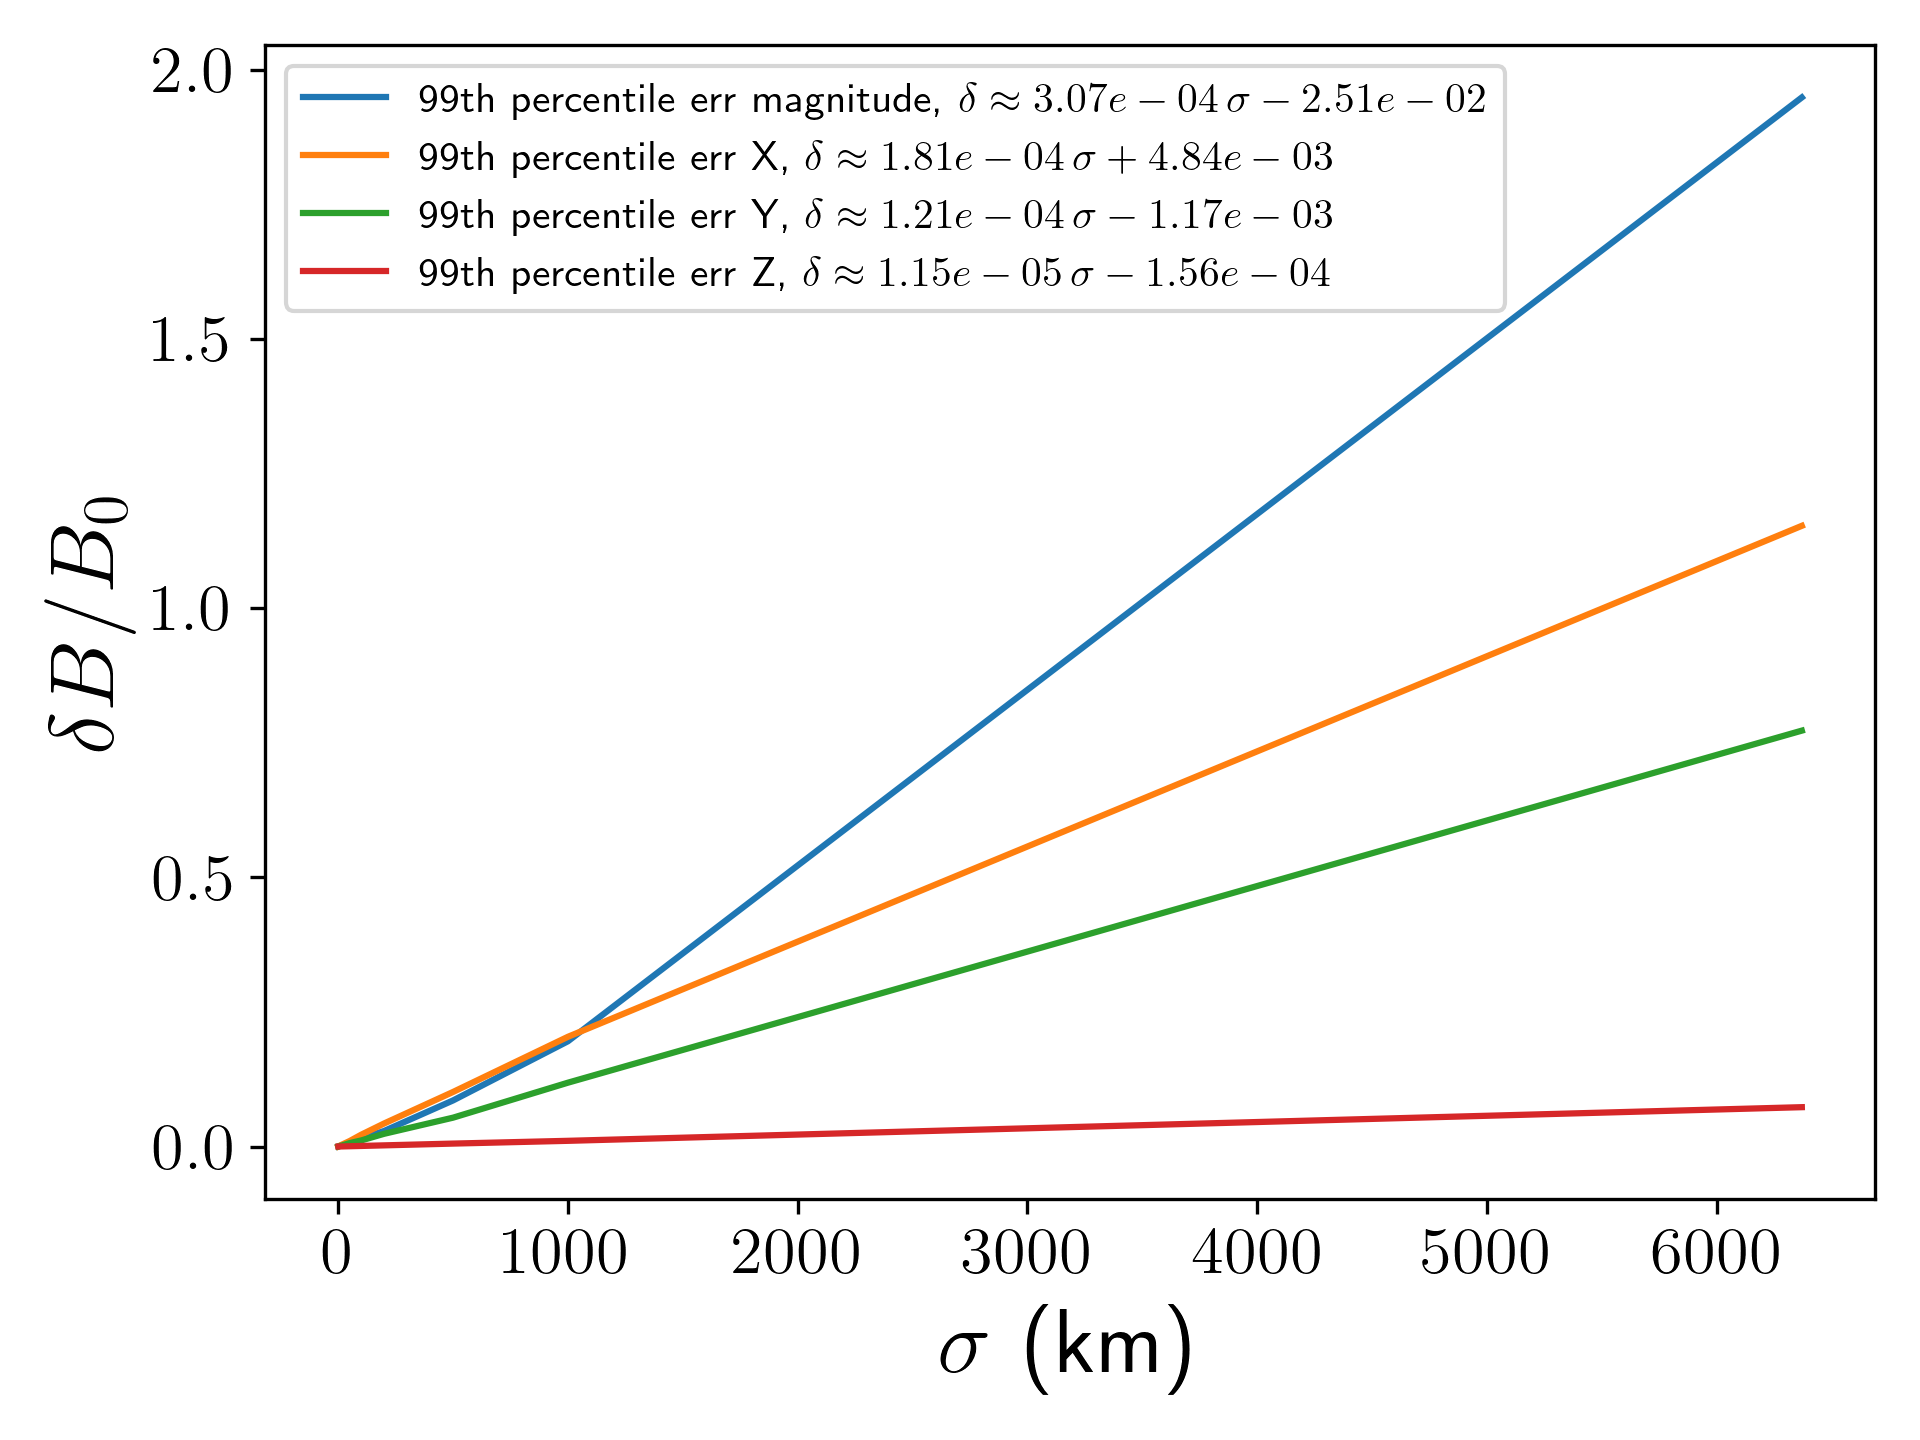 99th percentile err magnitude, δ ≈ 3.07e − 04 σ − 2.51e − 02
99th percentile err X, δ ≈ 1.81e − 04 σ + 4.84e − 03
99th percentile err Y, δ ≈ 1.21e − 04 σ − 1.17e − 03
99th percentile err Z, δ ≈ 1.15e − 05 σ − 1.56e − 04
2.0
1.5
1.0
0.5
0.0
δB/B₀
0 1000 2000 3000 4000 5000 6000
σ (km)